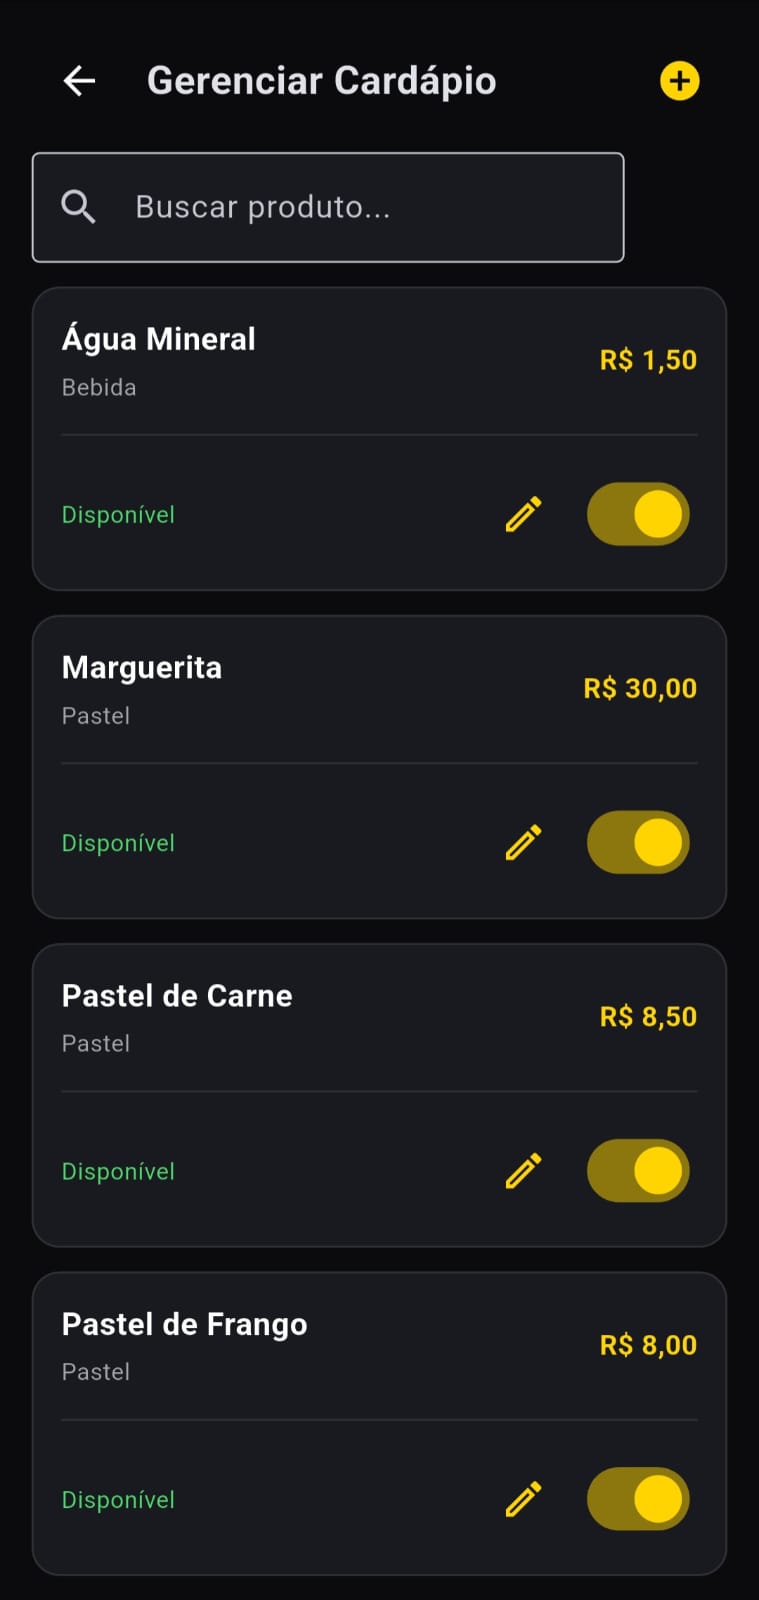 Gerenciar Cardápio
Buscar produto...
Água Mineral
R$ 1,50
Bebida
Disponível
Marguerita
R$ 30,00
Pastel
Disponível
Pastel de Carne
R$ 8,50
Pastel
Disponível
Pastel de Frango
R$ 8,00
Pastel
Disponível